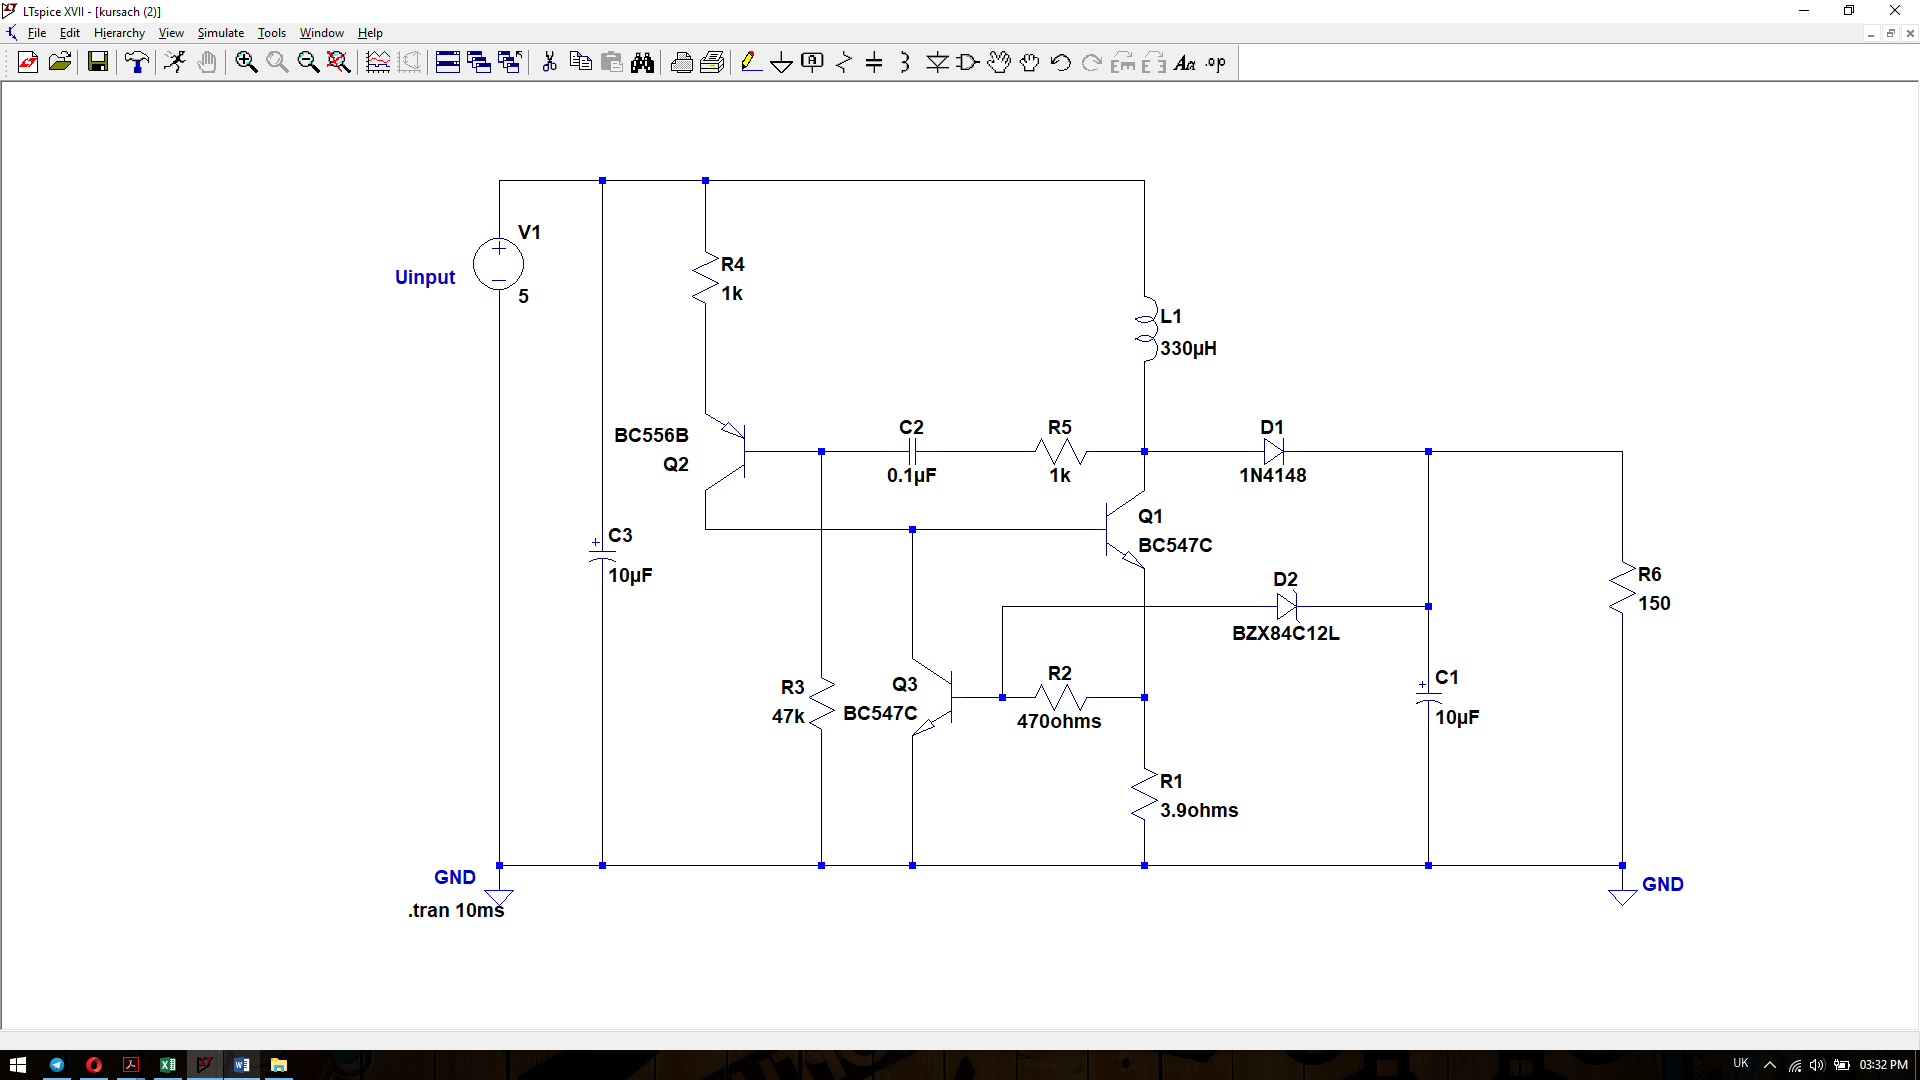 LTspice XVII - [kursach (2)]
File Edit Hierarchy View Simulate Tools Window Help
A Aa .op
V1
Uinput
5
R4
1k
L1
330µH
BC556B
Q2
C2
0.1µF
R5
1k
D1
1N4148
Q1
BC547C
C3
10µF
D2
BZX84C12L
R6
150
R3
47k
Q3
BC547C
R2
470ohms
C1
10µF
R1
3.9ohms
GND
.tran 10ms
GND
UK 03:32 PM